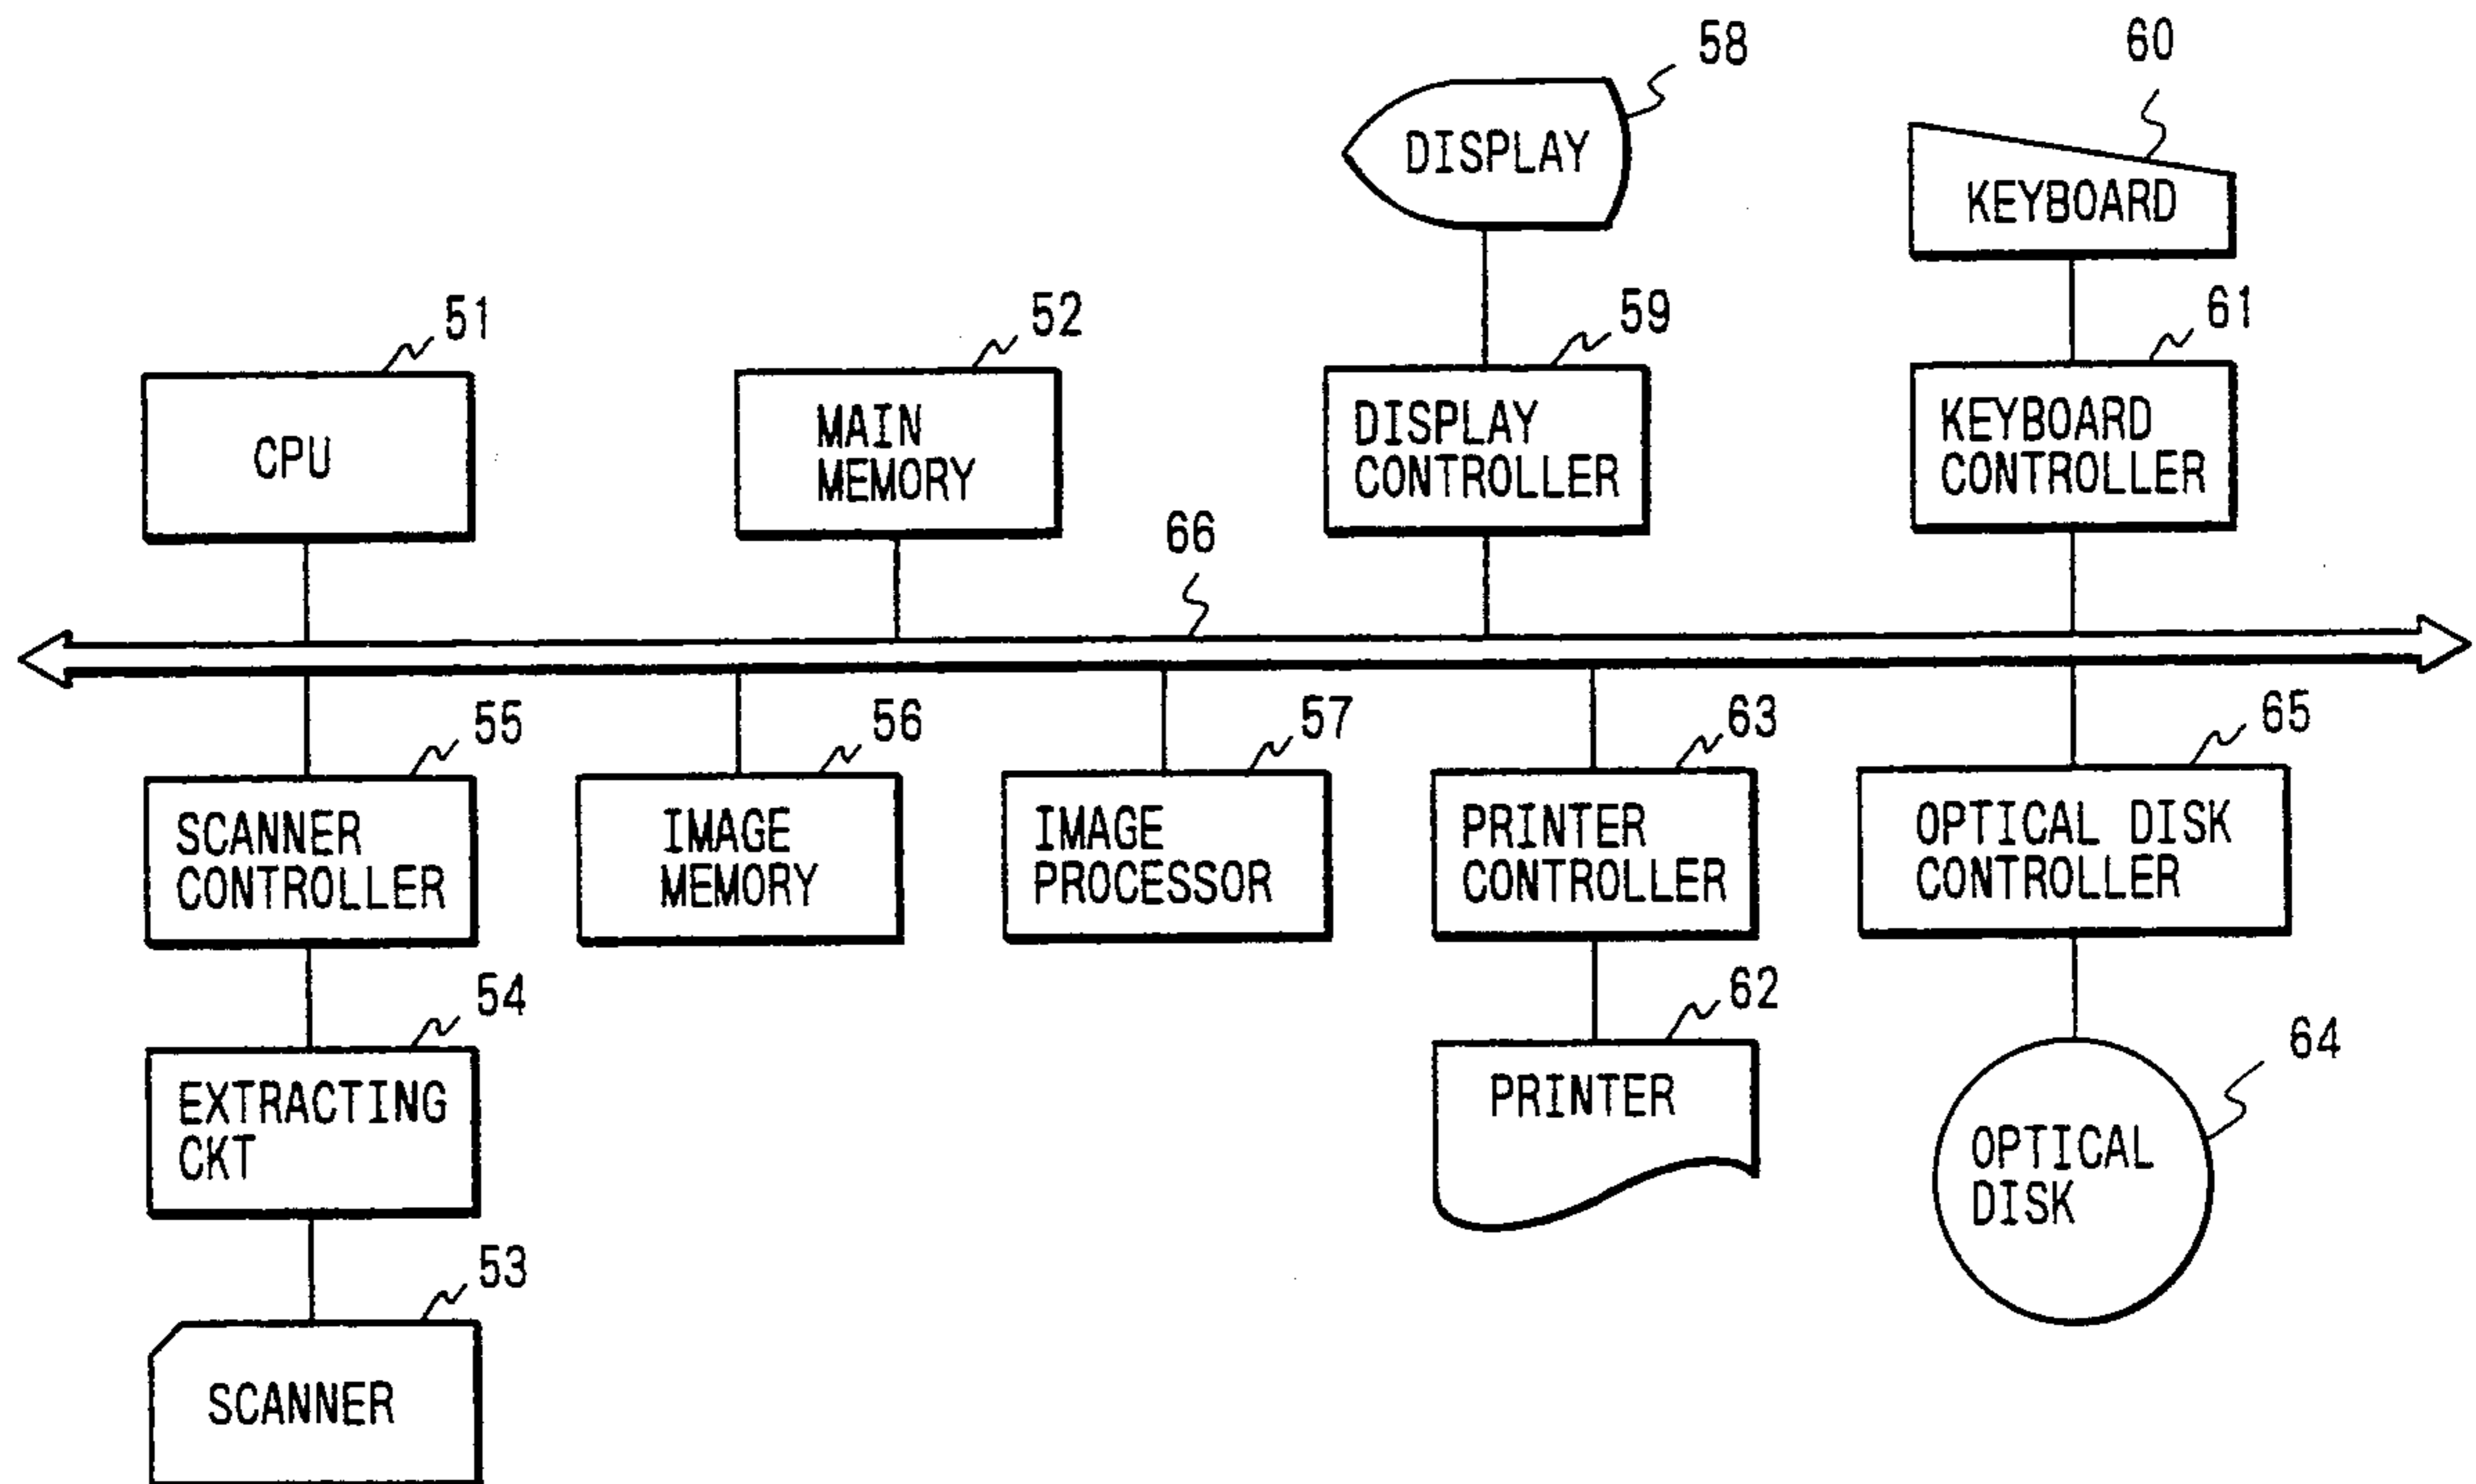 58
60
DISPLAY
KEYBOARD
51
52
59
61
CPU
MAIN
MEMORY
DISPLAY
CONTROLLER
KEYBOARD
CONTROLLER
66
55
56
57
63
65
SCANNER
CONTROLLER
IMAGE
MEMORY
IMAGE
PROCESSOR
PRINTER
CONTROLLER
OPTICAL DISK
CONTROLLER
54
62
64
EXTRACTING
CKT
PRINTER
OPTICAL
DISK
53
SCANNER